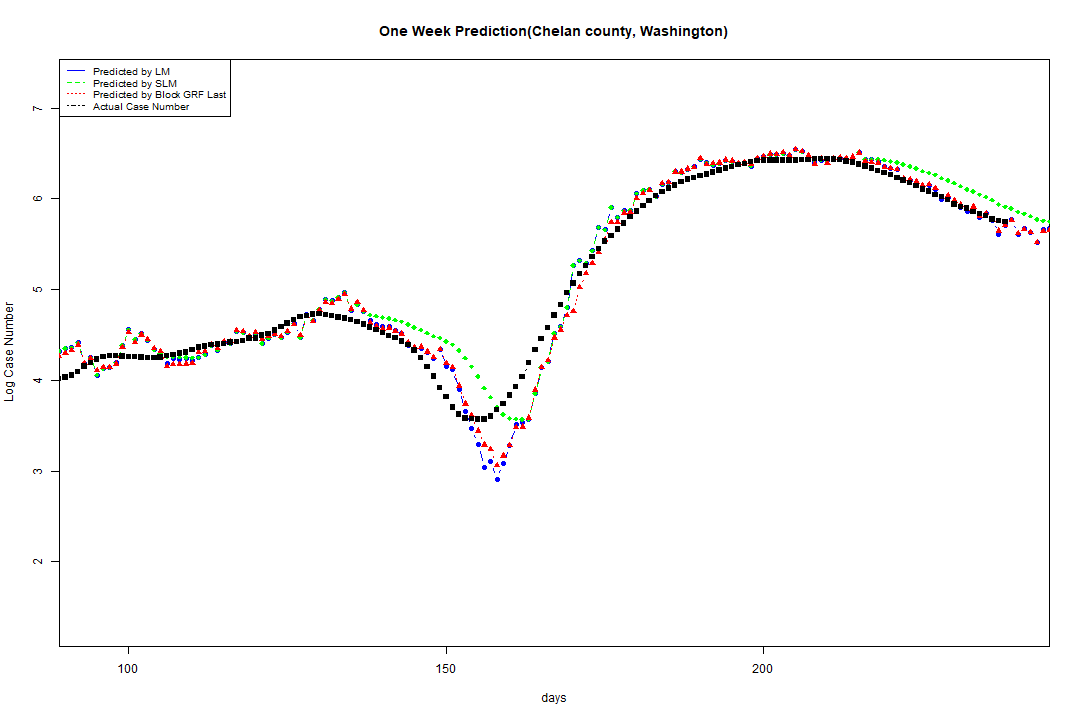 One Week Prediction(Chelan county, Washington)
Predicted by LM
Predicted by SLM
Predicted by Block GRF Last
Actual Case Number
7
6
5
4
3
2
Log Case Number
100 150 200
days